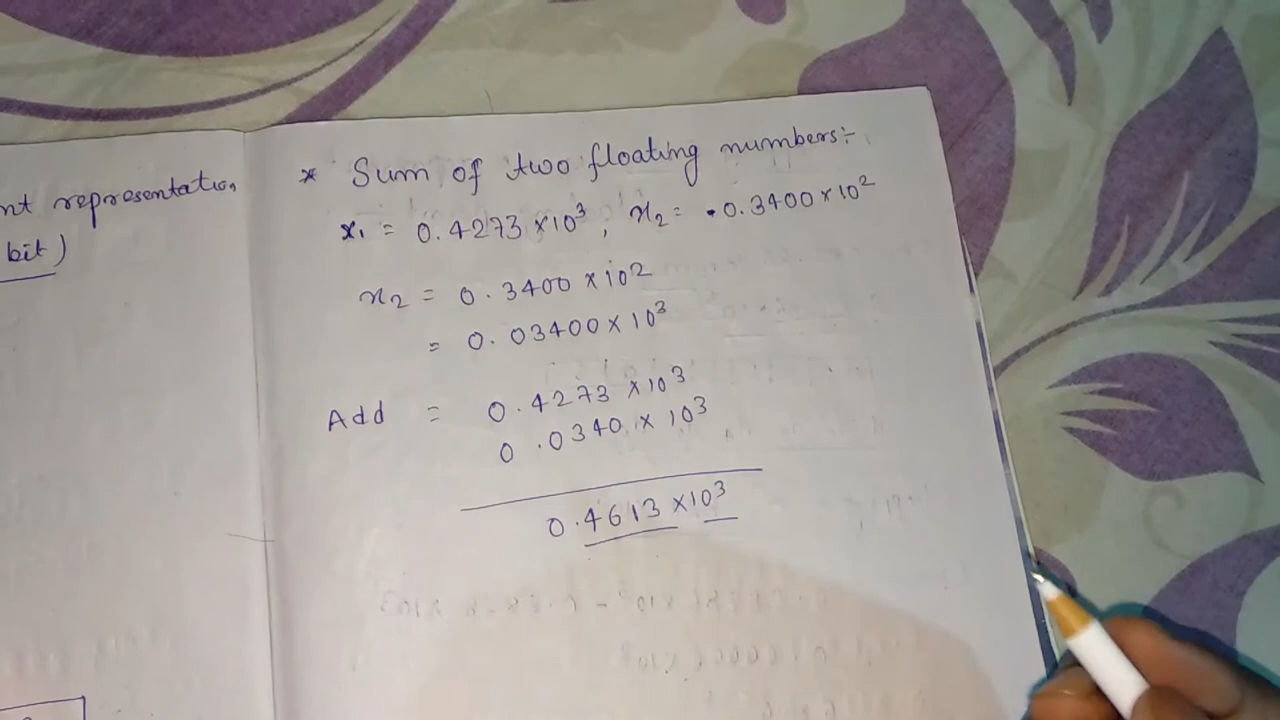 nt representation
bit)
* Sum of two floating numbers:-
x₁ = 0.4273 × 10³, x₂ = 0.3400 × 10²
x₂ = 0.3400 × 10²
= 0.03400 × 10³
Add = 0.4273 × 10³
0.0340 × 10³
0.4613 × 10³